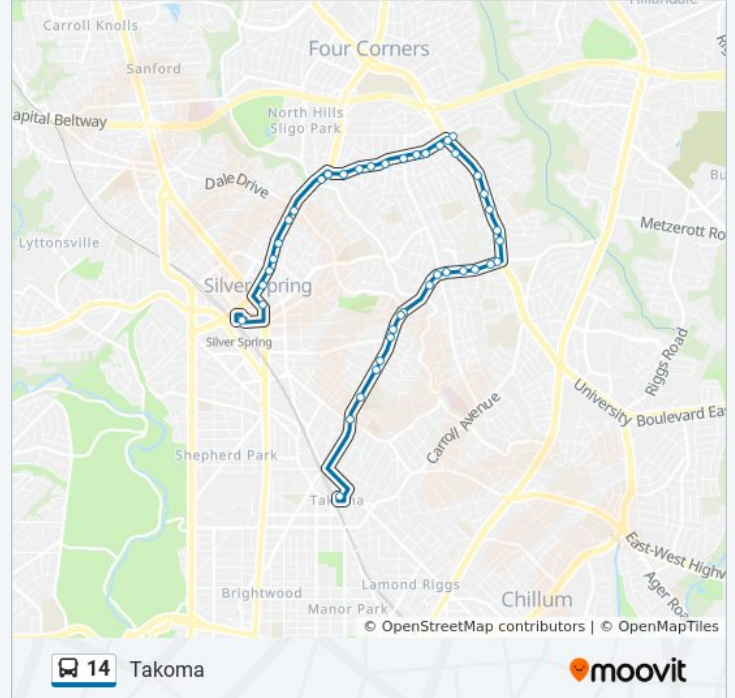 Carroll Knolls
Four Corners
Sanford
North Hills
Sligo Park
apital Beltway
Dale Drive
Bu
Metzerott Ro
Lyttonsville
Silver Spring
Silver Spring
Riggs Road
University Boulevard Eas
Carroll Avenue
Shepherd Park
Takoma
East-West Highw
Ager Roa
Lamond Riggs
Brightwood
Chillum
Manor Park
© OpenStreetMap contributors | © OpenMapTiles
14 Takoma
moovit